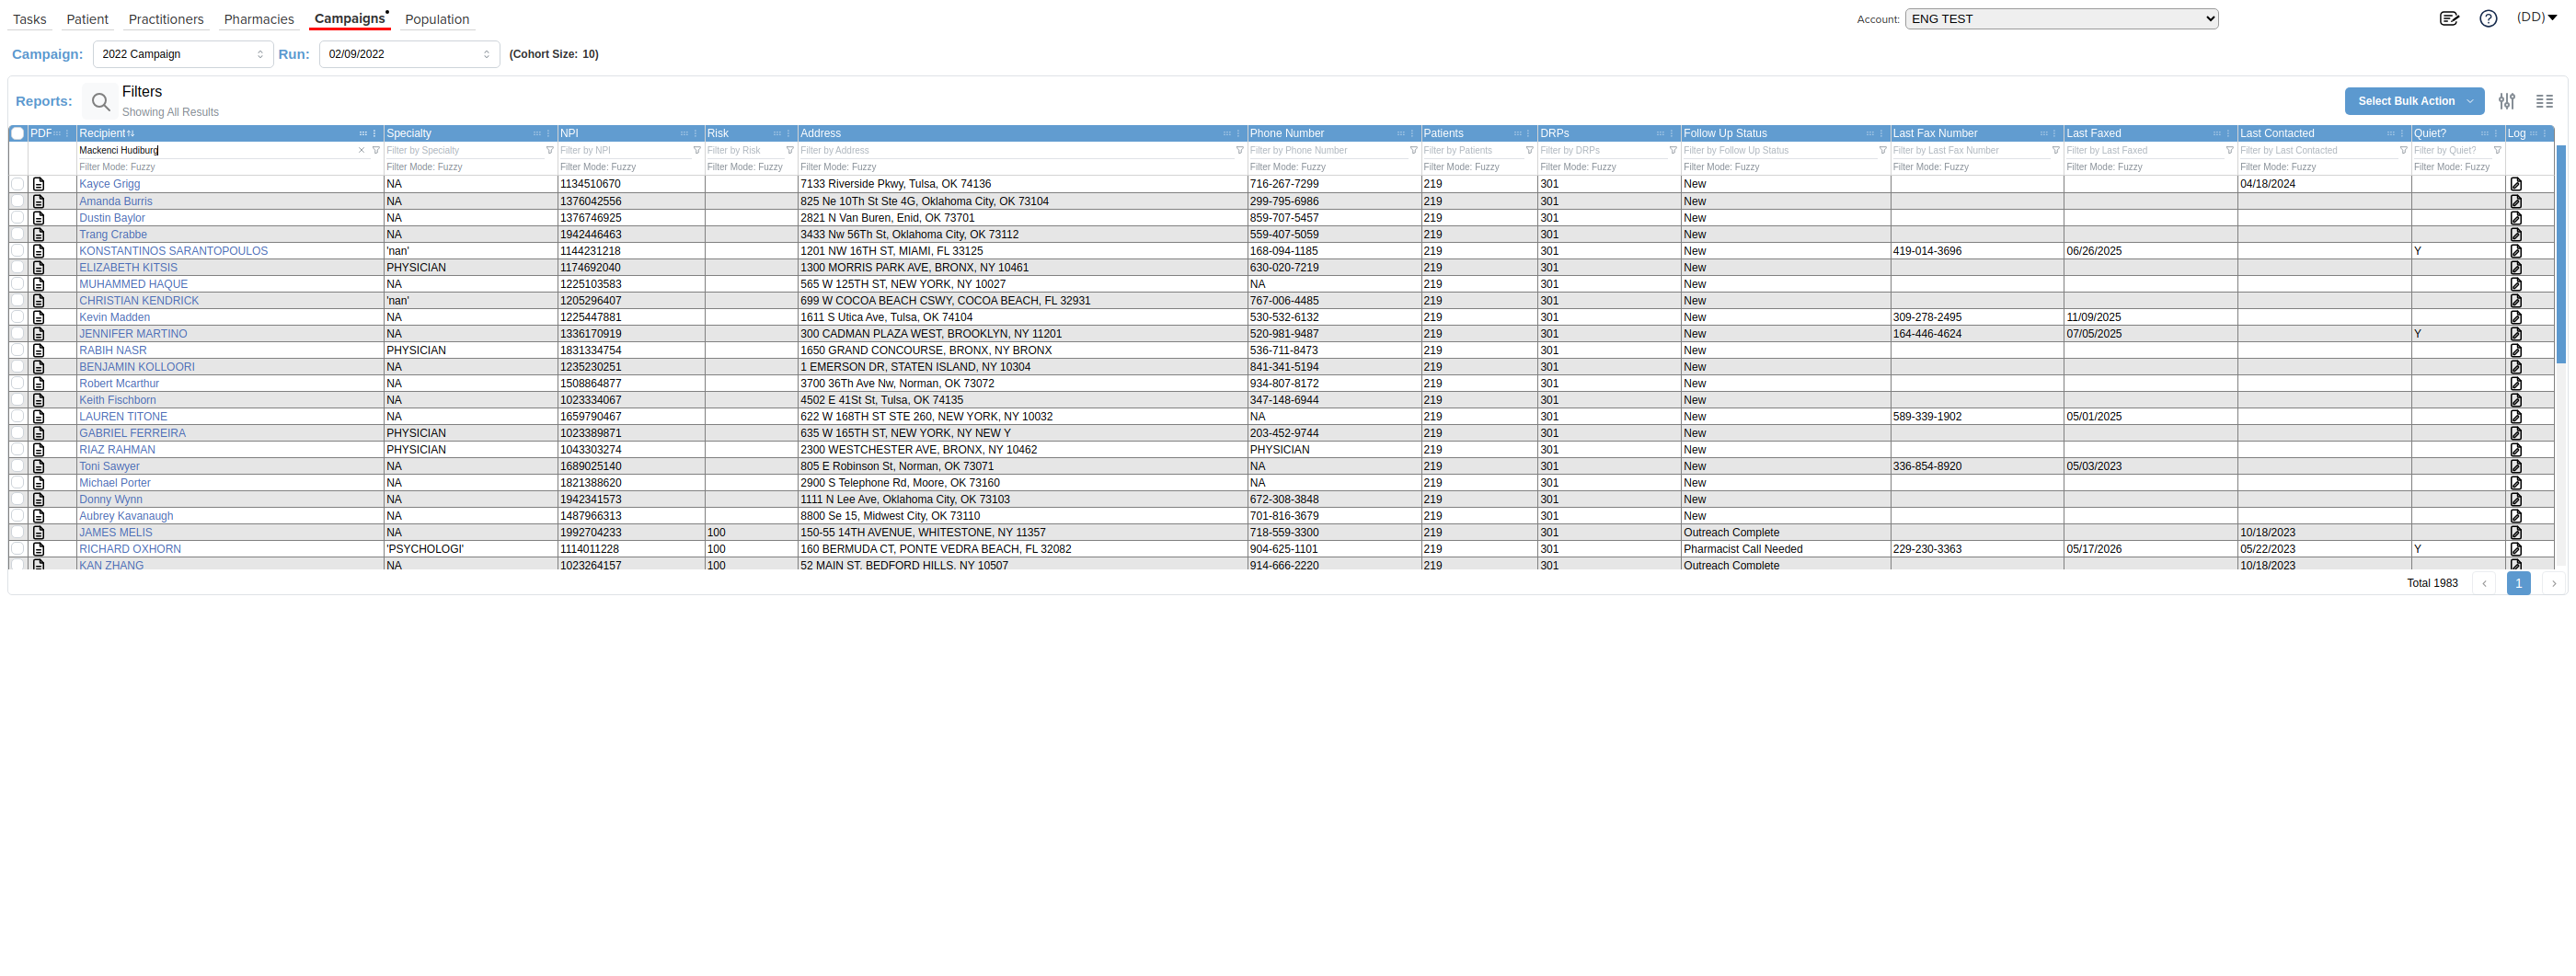 Tasks Patient Practitioners Pharmacies Campaigns Population Account: ENG TEST (DD)
Campaign: 2022 Campaign Run: 02/09/2022 (Cohort Size: 10)
Reports: Filters
Showing All Results
Select Bulk Action
PDF Recipient Specialty NPI Risk Address Phone Number Patients DRPs Follow Up Status Last Fax Number Last Faxed Last Contacted Quiet? Log
Mackenci Hudiburg Filter by Specialty Filter by NPI Filter by Risk Filter by Address Filter by Phone Number Filter by Patients Filter by DRPs Filter by Follow Up Status Filter by Last Fax Number Filter by Last Faxed Filter by Last Contacted Filter by Quiet?
Filter Mode: Fuzzy Filter Mode: Fuzzy Filter Mode: Fuzzy Filter Mode: Fuzzy Filter Mode: Fuzzy Filter Mode: Fuzzy Filter Mode: Fuzzy Filter Mode: Fuzzy Filter Mode: Fuzzy Filter Mode: Fuzzy Filter Mode: Fuzzy Filter Mode: Fuzzy Filter Mode: Fuzzy
Kayce Grigg NA 1134510670 7133 Riverside Pkwy, Tulsa, OK 74136 716-267-7299 219 301 New 04/18/2024
Amanda Burris NA 1376042556 825 Ne 10Th St Ste 4G, Oklahoma City, OK 73104 299-795-6986 219 301 New
Dustin Baylor NA 1376746925 2821 N Van Buren, Enid, OK 73701 859-707-5457 219 301 New
Trang Crabbe NA 1942446463 3433 Nw 56Th St, Oklahoma City, OK 73112 559-407-5059 219 301 New
KONSTANTINOS SARANTOPOULOS 'nan' 1144231218 1201 NW 16TH ST, MIAMI, FL 33125 168-094-1185 219 301 New 419-014-3696 06/26/2025 Y
ELIZABETH KITSIS PHYSICIAN 1174692040 1300 MORRIS PARK AVE, BRONX, NY 10461 630-020-7219 219 301 New
MUHAMMED HAQUE NA 1225103583 565 W 125TH ST, NEW YORK, NY 10027 NA 219 301 New
CHRISTIAN KENDRICK 'nan' 1205296407 699 W COCOA BEACH CSWY, COCOA BEACH, FL 32931 767-006-4485 219 301 New
Kevin Madden NA 1225447881 1611 S Utica Ave, Tulsa, OK 74104 530-532-6132 219 301 New 309-278-2495 11/09/2025
JENNIFER MARTINO NA 1336170919 300 CADMAN PLAZA WEST, BROOKLYN, NY 11201 520-981-9487 219 301 New 164-446-4624 07/05/2025 Y
RABIH NASR PHYSICIAN 1831334754 1650 GRAND CONCOURSE, BRONX, NY BRONX 536-711-8473 219 301 New
BENJAMIN KOLLOORI NA 1235230251 1 EMERSON DR, STATEN ISLAND, NY 10304 841-341-5194 219 301 New
Robert Mcarthur NA 1508864877 3700 36Th Ave Nw, Norman, OK 73072 934-807-8172 219 301 New
Keith Fischborn NA 1023334067 4502 E 41St St, Tulsa, OK 74135 347-148-6944 219 301 New
LAUREN TITONE NA 1659790467 622 W 168TH ST STE 260, NEW YORK, NY 10032 NA 219 301 New 589-339-1902 05/01/2025
GABRIEL FERREIRA PHYSICIAN 1023389871 635 W 165TH ST, NEW YORK, NY NEW Y 203-452-9744 219 301 New
RIAZ RAHMAN PHYSICIAN 1043303274 2300 WESTCHESTER AVE, BRONX, NY 10462 PHYSICIAN 219 301 New
Toni Sawyer NA 1689025140 805 E Robinson St, Norman, OK 73071 NA 219 301 New 336-854-8920 05/03/2023
Michael Porter NA 1821388620 2900 S Telephone Rd, Moore, OK 73160 NA 219 301 New
Donny Wynn NA 1942341573 1111 N Lee Ave, Oklahoma City, OK 73103 672-308-3848 219 301 New
Aubrey Kavanaugh NA 1487966313 8800 Se 15, Midwest City, OK 73110 701-816-3679 219 301 New
JAMES MELIS NA 1992704233 100 150-55 14TH AVENUE, WHITESTONE, NY 11357 718-559-3300 219 301 Outreach Complete 10/18/2023
RICHARD OXHORN 'PSYCHOLOGI' 1114011228 100 160 BERMUDA CT, PONTE VEDRA BEACH, FL 32082 904-625-1101 219 301 Pharmacist Call Needed 229-230-3363 05/17/2026 05/22/2023 Y
KAN ZHANG NA 1023264157 100 52 MAIN ST, BEDFORD HILLS, NY 10507 914-666-2220 219 301 Outreach Complete 10/18/2023
Total 1983 1